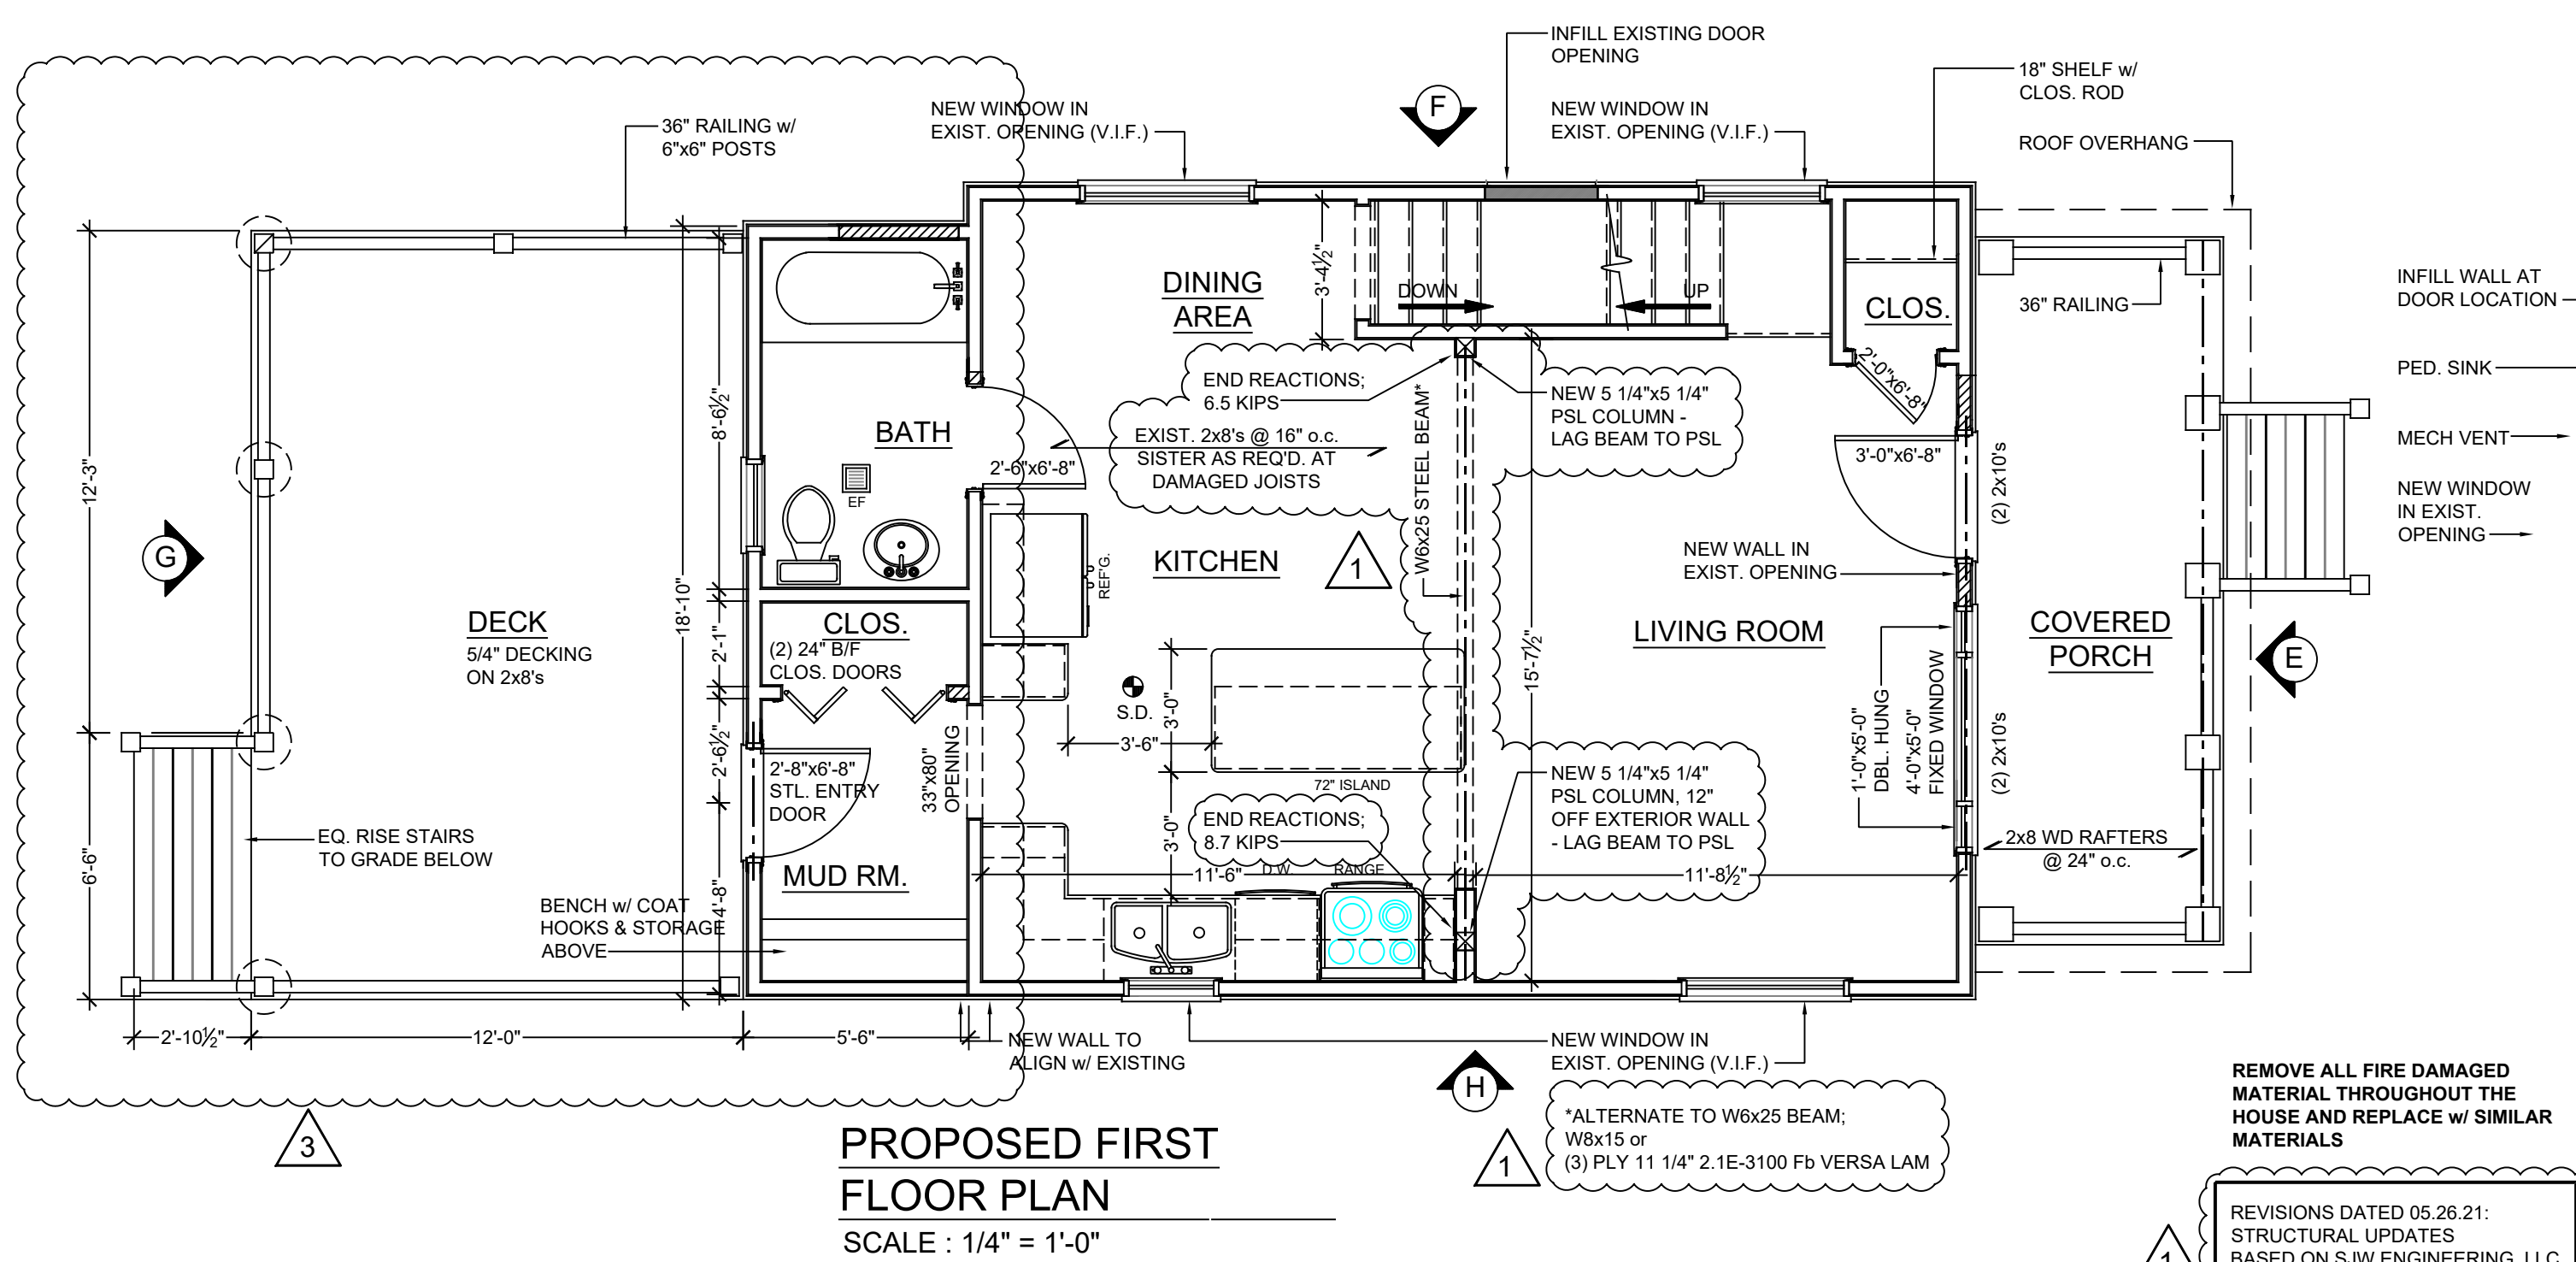 INFILL EXISTING DOOR
OPENING
18" SHELF w/
CLOS. ROD
F
NEW WINDOW IN
EXIST. OPENING (V.I.F.)
NEW WINDOW IN
EXIST. OPENING (V.I.F.)
36" RAILING w/
6"x6" POSTS
ROOF OVERHANG
3'-4½"
DINING
AREA
DOWN
UP
CLOS.
36" RAILING
INFILL WALL AT
DOOR LOCATION
PED. SINK
MECH VENT
NEW WINDOW
IN EXIST.
OPENING
2'-0"x6'-8"
END REACTIONS;
6.5 KIPS
NEW 5 1/4"x5 1/4"
PSL COLUMN -
LAG BEAM TO PSL
EXIST. 2x8's @ 16" o.c.
SISTER AS REQ'D. AT
DAMAGED JOISTS
W6x25 STEEL BEAM*
12'-3"
8'-6½"
BATH
2'-6"x6'-8"
EF
3'-0"x6'-8"
(2) 2x10's
G
KITCHEN
1
REF'G.
NEW WALL IN
EXIST. OPENING
18'-10"
DECK
5/4" DECKING
ON 2x8's
2'-1"
CLOS.
(2) 24" B/F
CLOS. DOORS
LIVING ROOM
COVERED
PORCH
E
15'-7½"
S.D.
3'-0"
3'-6"
72" ISLAND
2'-6½"
2'-8"x6'-8"
STL. ENTRY
DOOR
33"x80"
OPENING
1'-0"x5'-0"
DBL. HUNG
4'-0"x5'-0"
FIXED WINDOW
(2) 2x10's
NEW 5 1/4"x5 1/4"
PSL COLUMN, 12"
OFF EXTERIOR WALL
- LAG BEAM TO PSL
END REACTIONS;
8.7 KIPS
3'-0"
EQ. RISE STAIRS
TO GRADE BELOW
6'-6"
MUD RM.
4'-8"
11'-6"
D.W.
RANGE
11'-8½"
2x8 WD RAFTERS
@ 24" o.c.
BENCH w/ COAT
HOOKS & STORAGE
ABOVE
2'-10½"
12'-0"
5'-6"
NEW WALL TO
ALIGN w/ EXISTING
NEW WINDOW IN
EXIST. OPENING (V.I.F.)
H
3
*ALTERNATE TO W6x25 BEAM;
W8x15 or
(3) PLY 11 1/4" 2.1E-3100 Fb VERSA LAM
1
PROPOSED FIRST
FLOOR PLAN
SCALE : 1/4" = 1'-0"
REMOVE ALL FIRE DAMAGED
MATERIAL THROUGHOUT THE
HOUSE AND REPLACE w/ SIMILAR
MATERIALS
1
REVISIONS DATED 05.26.21:
STRUCTURAL UPDATES
BASED ON SJW ENGINEERING, LLC